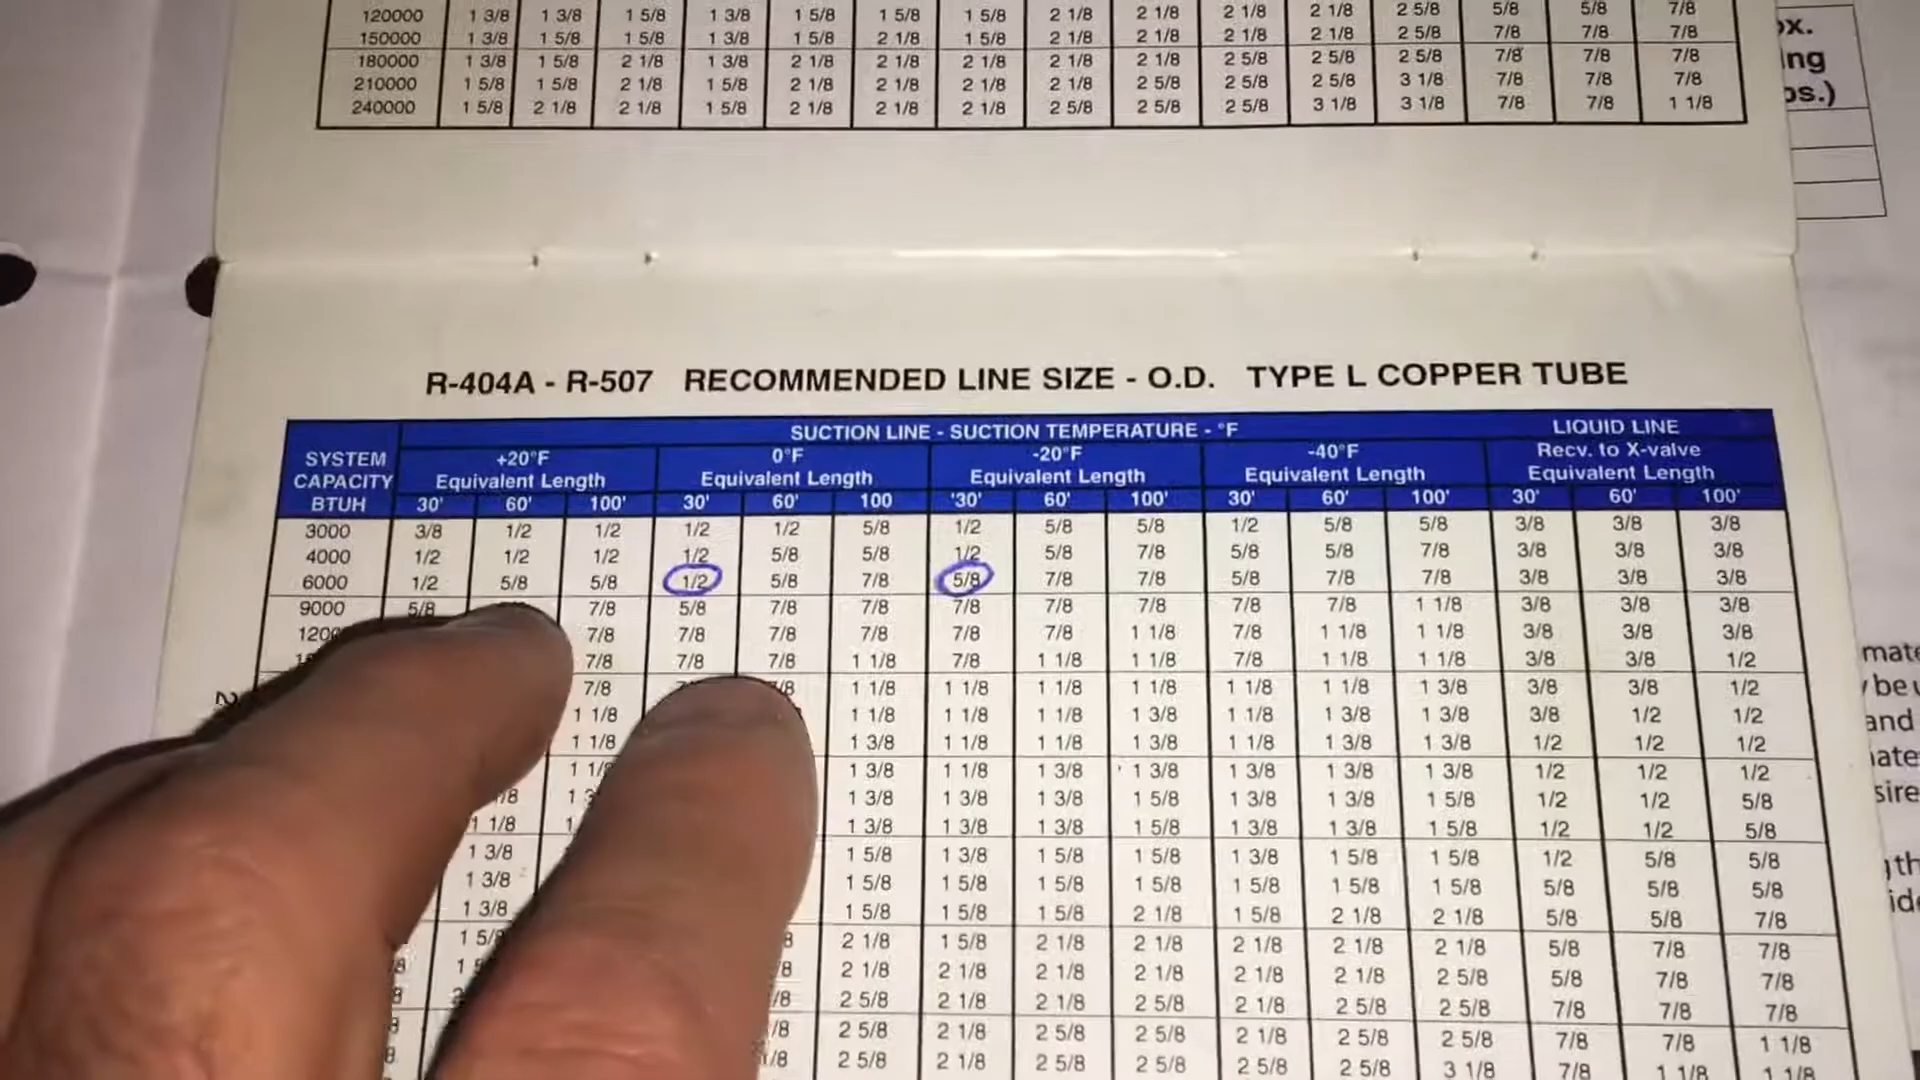 120000 1 3/8 1 3/8 1 5/8 1 3/8 1 5/8 1 5/8 1 5/8 2 1/8 2 1/8 2 1/8 2 1/8 2 5/8 5/8 5/8 7/8
150000 1 3/8 1 5/8 1 5/8 1 3/8 1 5/8 2 1/8 1 5/8 2 1/8 2 1/8 2 1/8 2 1/8 2 5/8 7/8 7/8 7/8
180000 1 3/8 1 5/8 2 1/8 1 3/8 2 1/8 2 1/8 2 1/8 2 1/8 2 1/8 2 5/8 2 5/8 2 5/8 7/8 7/8 7/8
210000 1 5/8 1 5/8 2 1/8 1 5/8 2 1/8 2 1/8 2 1/8 2 1/8 2 5/8 2 5/8 2 5/8 3 1/8 7/8 7/8 7/8
240000 1 5/8 2 1/8 2 1/8 1 5/8 2 1/8 2 1/8 2 1/8 2 5/8 2 5/8 2 5/8 3 1/8 3 1/8 7/8 7/8 1 1/8
R-404A - R-507 RECOMMENDED LINE SIZE - O.D. TYPE L COPPER TUBE
SUCTION LINE - SUCTION TEMPERATURE - °F LIQUID LINE
SYSTEM +20°F 0°F -20°F -40°F Recv. to X-valve
CAPACITY Equivalent Length Equivalent Length Equivalent Length Equivalent Length Equivalent Length
BTUH 30' 60' 100' 30' 60' 100 '30' 60' 100' 30' 60' 100' 30' 60' 100'
3000 3/8 1/2 1/2 1/2 1/2 5/8 1/2 5/8 5/8 1/2 5/8 5/8 3/8 3/8 3/8
4000 1/2 1/2 1/2 1/2 5/8 5/8 1/2 5/8 7/8 5/8 5/8 7/8 3/8 3/8 3/8
6000 1/2 5/8 5/8 1/2 5/8 7/8 5/8 7/8 7/8 5/8 7/8 7/8 3/8 3/8 3/8
9000 5/8 7/8 5/8 7/8 7/8 7/8 7/8 7/8 7/8 7/8 1 1/8 3/8 3/8 3/8
7/8 7/8 7/8 7/8 7/8 7/8 1 1/8 7/8 1 1/8 1 1/8 3/8 3/8 3/8
7/8 7/8 7/8 1 1/8 7/8 1 1/8 1 1/8 7/8 1 1/8 1 1/8 3/8 3/8 1/2
7/8 1 1/8 1 1/8 1 1/8 1 1/8 1 1/8 1 1/8 1 3/8 3/8 3/8 1/2
1 1/8 1 1/8 1 1/8 1 1/8 1 3/8 1 1/8 1 3/8 1 3/8 3/8 1/2 1/2
1 1/8 1 3/8 1 1/8 1 1/8 1 3/8 1 1/8 1 3/8 1 3/8 1/2 1/2 1/2
1 3/8 1 1/8 1 3/8 1 3/8 1 3/8 1 3/8 1 3/8 1/2 1/2 1/2
1 3/8 1 3/8 1 3/8 1 5/8 1 3/8 1 3/8 1 5/8 1/2 1/2 5/8
1 1/8 1 3/8 1 3/8 1 3/8 1 5/8 1 3/8 1 3/8 1 5/8 1/2 1/2 5/8
1 3/8 1 5/8 1 3/8 1 5/8 1 5/8 1 3/8 1 5/8 1 5/8 1/2 5/8 5/8
1 3/8 1 5/8 1 5/8 1 5/8 1 5/8 1 5/8 1 5/8 1 5/8 5/8 5/8 5/8
1 3/8 1 5/8 1 5/8 1 5/8 2 1/8 1 5/8 2 1/8 2 1/8 5/8 5/8 7/8
1 5/8 2 1/8 1 5/8 2 1/8 2 1/8 2 1/8 2 1/8 2 1/8 5/8 7/8 7/8
2 1/8 2 1/8 2 1/8 2 1/8 2 1/8 2 1/8 2 5/8 5/8 7/8 7/8
2 5/8 2 1/8 2 1/8 2 5/8 2 1/8 2 5/8 2 5/8 7/8 7/8 7/8
2 5/8 2 1/8 2 5/8 2 5/8 2 1/8 2 5/8 2 5/8 7/8 7/8 1 1/8
2 5/8 2 1/8 2 5/8 2 5/8 2 5/8 2 5/8 3 1/8 7/8 1 1/8 1 1/8